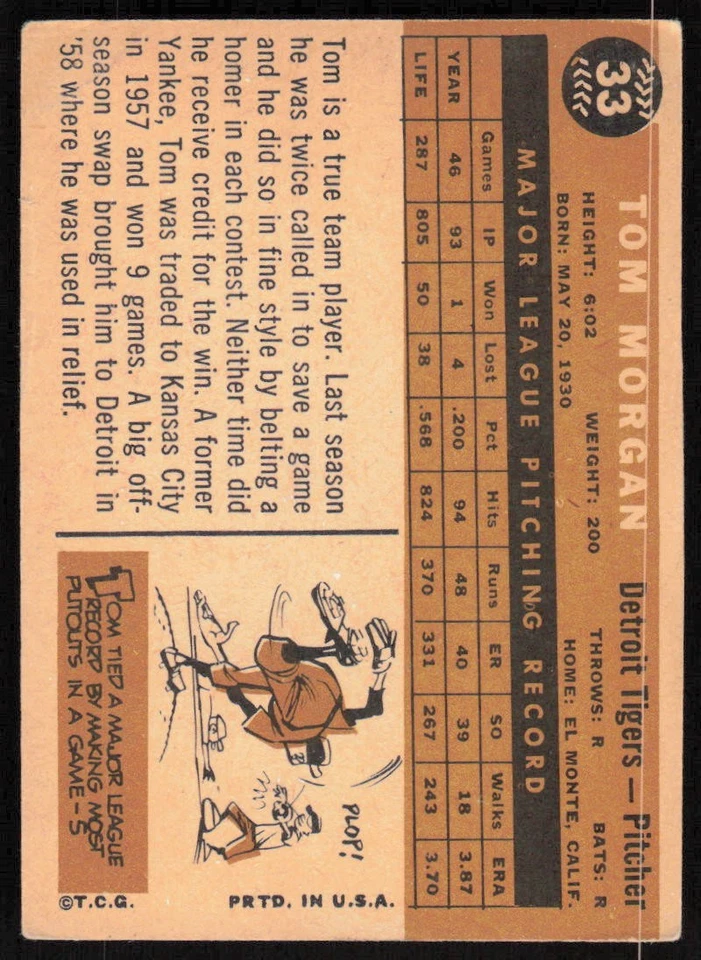 33
TOM MORGAN Detroit Tigers — Pitcher
HEIGHT: 6:02 WEIGHT: 200 THROWS: R BATS: R
BORN: MAY 20, 1930 HOME: EL MONTE, CALIF.
MAJOR LEAGUE PITCHING RECORD
Games IP Won Lost Pct Hits Runs ER SO Walks ERA
YEAR 46 93 1 4 .200 94 48 40 39 18 3.87
LIFE 287 805 50 38 .568 824 370 331 267 243 3.70
Tom is a true team player. Last season
he was twice called in to save a game
and he did so in fine style by belting a
homer in each contest. Neither time did
he receive credit for the win. A former
Yankee, Tom was traded to Kansas City
in 1957 and won 9 games. A big off-
season swap brought him to Detroit in
'58 where he was used in relief.
PLOP!
TOM TIED A MAJOR LEAGUE
RECORD BY MAKING MOST
PUTOUTS IN A GAME-5
©T.C.G. PRTD. IN U.S.A.